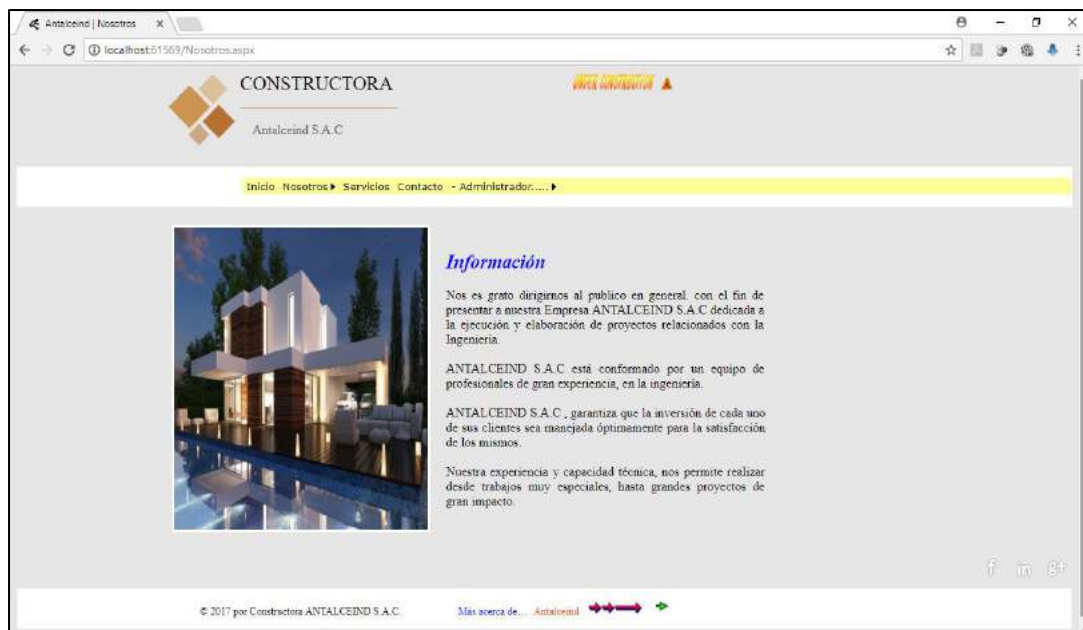 Antalceind | Nosotros
localhost:61569/Nosotros.aspx
CONSTRUCTORA
UNDER CONSTRUCTION
Antalceind S.A.C
Inicio Nosotros Servicios Contacto - Administrador.....
Información
Nos es grato dirigirnos al publico en general. con el fin de
presentar a nuestra Empresa ANTALCEIND S.A.C dedicada a
la ejecución y elaboración de proyectos relacionados con la
Ingenieria.
ANTALCEIND S.A.C está conformado por un equipo de
profesionales de gran experiencia, en la ingeniería.
ANTALCEIND S.A.C , garantiza que la inversión de cada uno
de sus clientes sea manejada óptimamente para la satisfacción
de los mismos.
Nuestra experiencia y capacidad técnica, nos permite realizar
desde trabajos muy especiales, hasta grandes proyectos de
gran impacto.
f in g+
© 2017 por Constructora ANTALCEIND S.A.C. Más acerca de... Antalceind